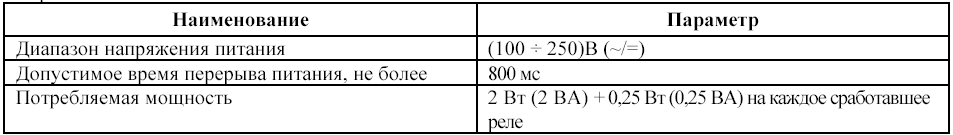 Наименование Параметр
Диапазон напряжения питания (100 ÷ 250)В (~/=)
Допустимое время перерыва питания, не более 800 мс
Потребляемая мощность 2 Вт (2 ВА) + 0,25 Вт (0,25 ВА) на каждое сработавшее
реле